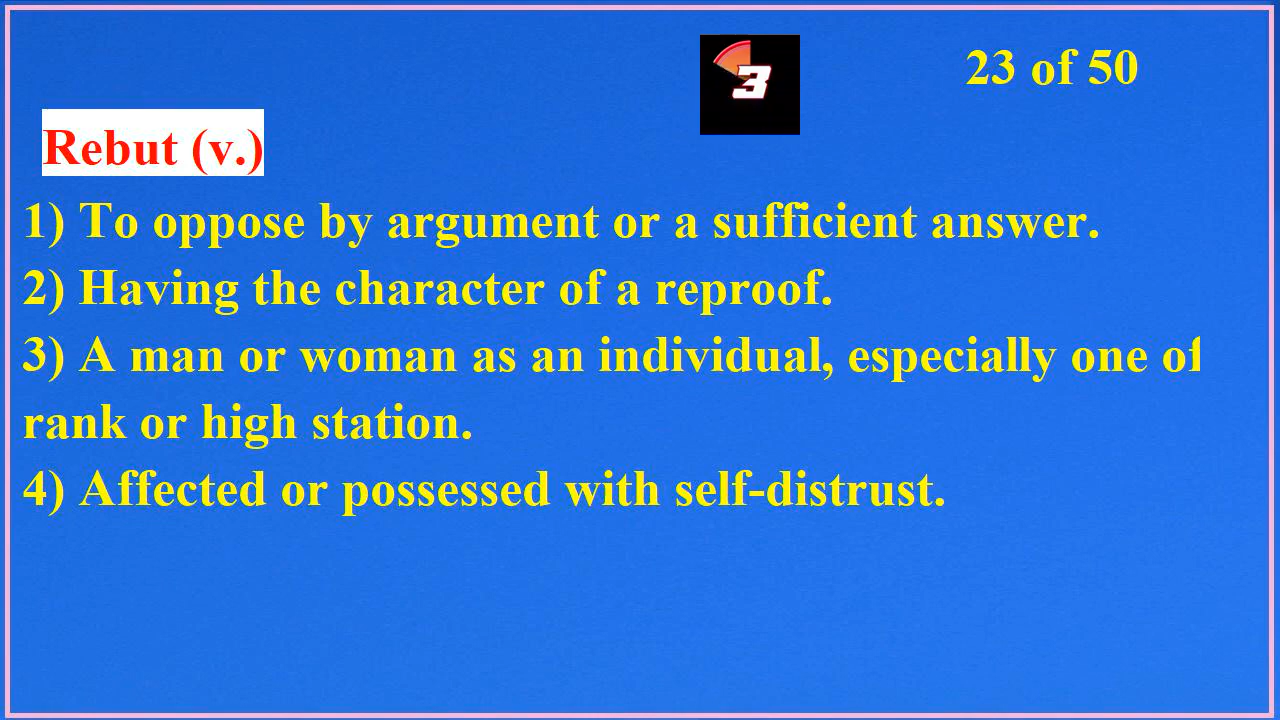 3
23 of 50
Rebut (v.)
1) To oppose by argument or a sufficient answer.
2) Having the character of a reproof.
3) A man or woman as an individual, especially one of
rank or high station.
4) Affected or possessed with self-distrust.